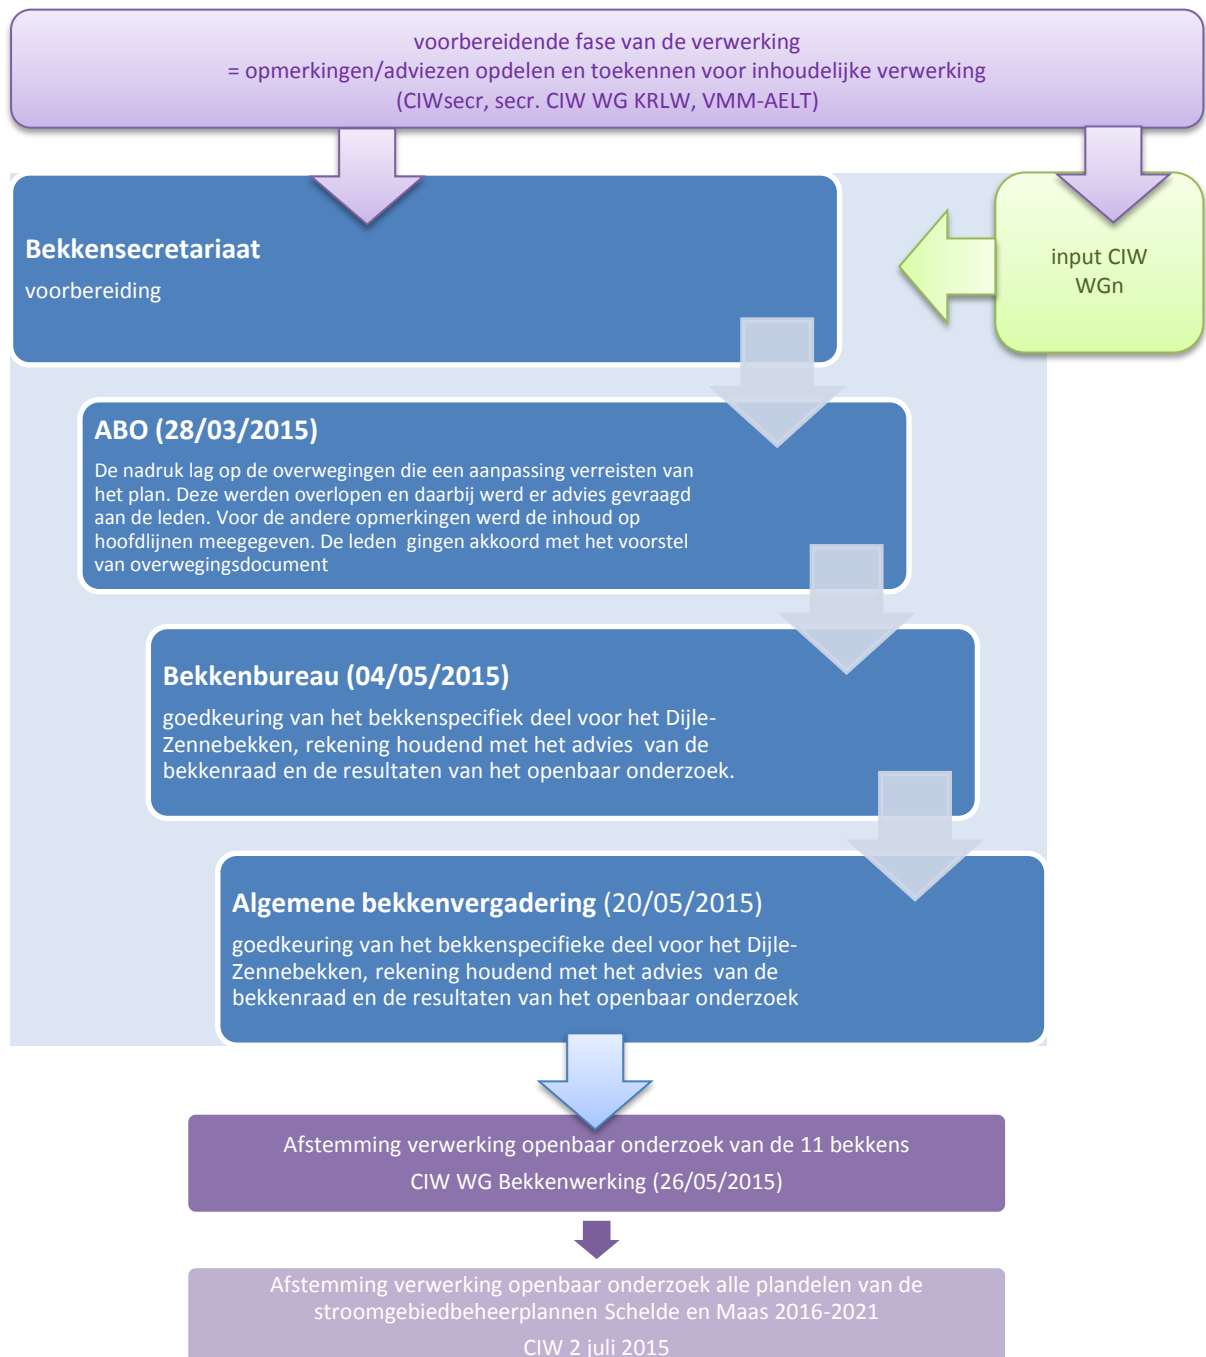 voorbereidende fase van de verwerking
= opmerkingen/adviezen opdelen en toekennen voor inhoudelijke verwerking
(CIWsecr, secr. CIW WG KRLW, VMM-AELT)
Bekkensecretariaat
voorbereiding
input CIW
WGn
ABO (28/03/2015)
De nadruk lag op de overwegingen die een aanpassing verreisten van
het plan. Deze werden overlopen en daarbij werd er advies gevraagd
aan de leden. Voor de andere opmerkingen werd de inhoud op
hoofdlijnen meegegeven. De leden  gingen akkoord met het voorstel
van overwegingsdocument
Bekkenbureau (04/05/2015)
goedkeuring van het bekkenspecifiek deel voor het Dijle-
Zennebekken, rekening houdend met het advies  van de
bekkenraad en de resultaten van het openbaar onderzoek.
Algemene bekkenvergadering (20/05/2015)
goedkeuring van het bekkenspecifieke deel voor het Dijle-
Zennebekken, rekening houdend met het advies  van de
bekkenraad en de resultaten van het openbaar onderzoek
Afstemming verwerking openbaar onderzoek van de 11 bekkens
CIW WG Bekkenwerking (26/05/2015)
Afstemming verwerking openbaar onderzoek alle plandelen van de
stroomgebiedbeheerplannen Schelde en Maas 2016-2021
CIW 2 juli 2015